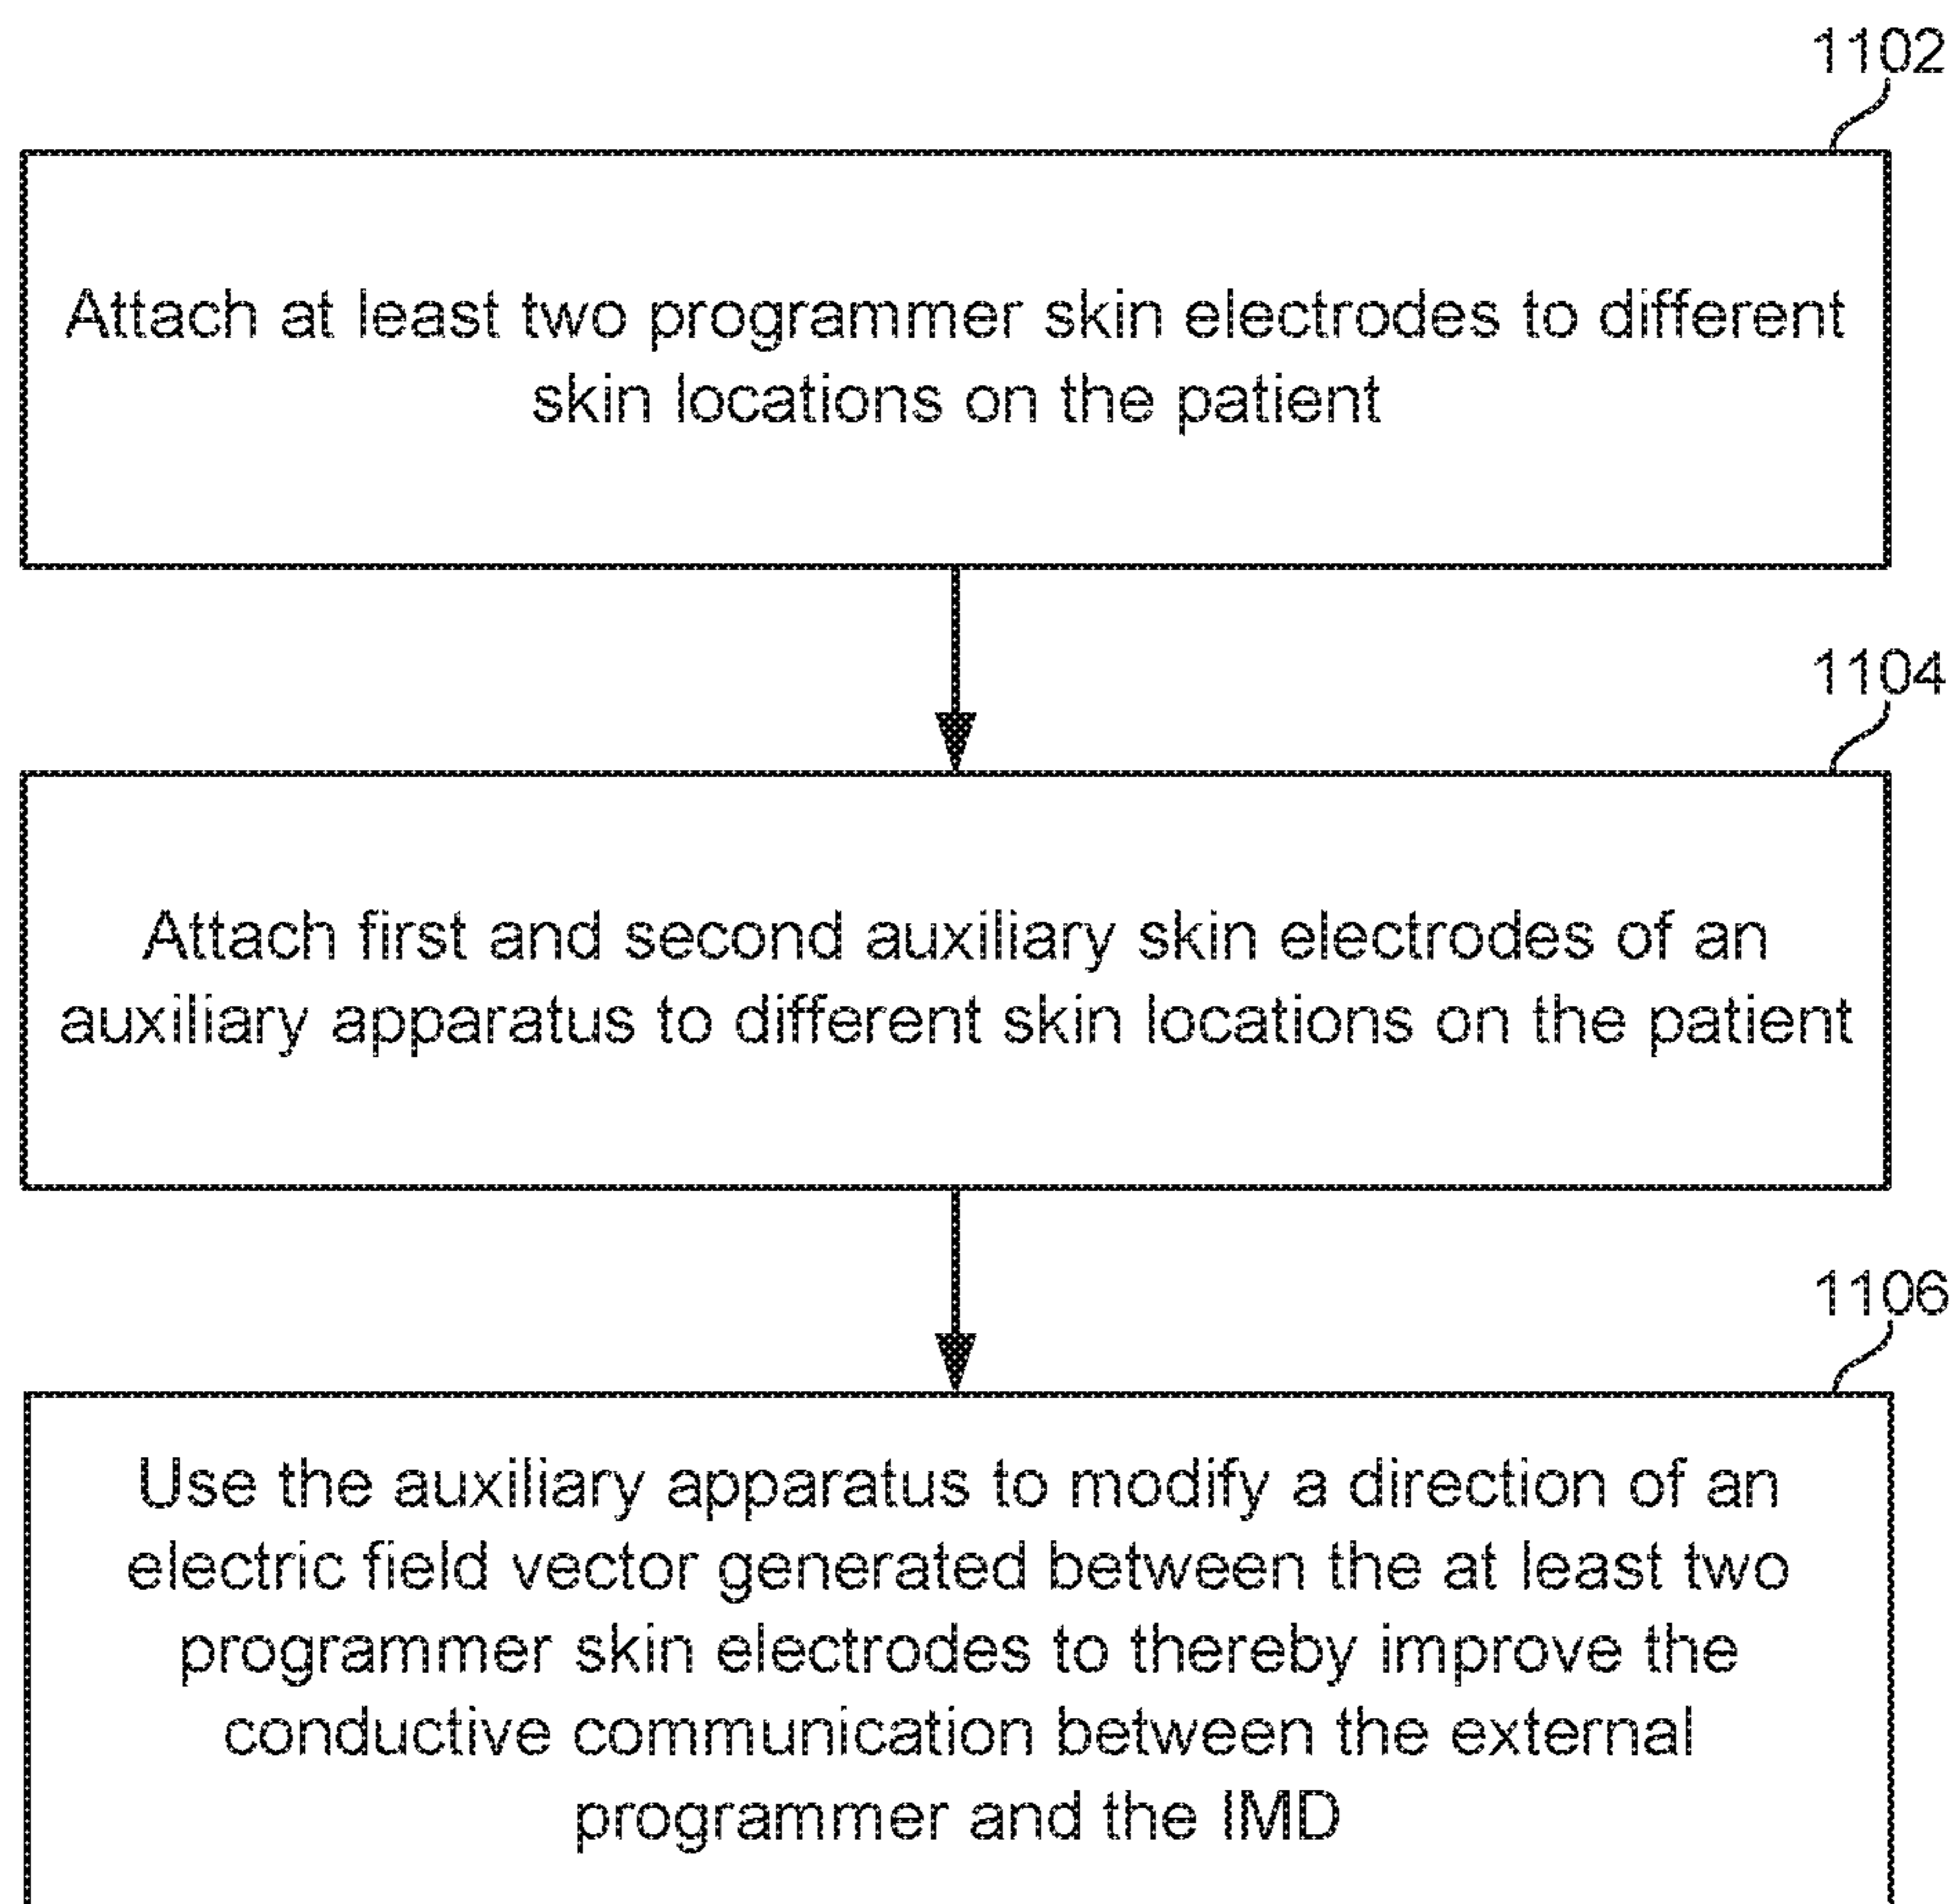 1102
Attach at least two programmer skin electrodes to different
skin locations on the patient
1104
Attach first and second auxiliary skin electrodes of an
auxiliary apparatus to different skin locations on the patient
1106
Use the auxiliary apparatus to modify a direction of an
electric field vector generated between the at least two
programmer skin electrodes to thereby improve the
conductive communication between the external
programmer and the IMD